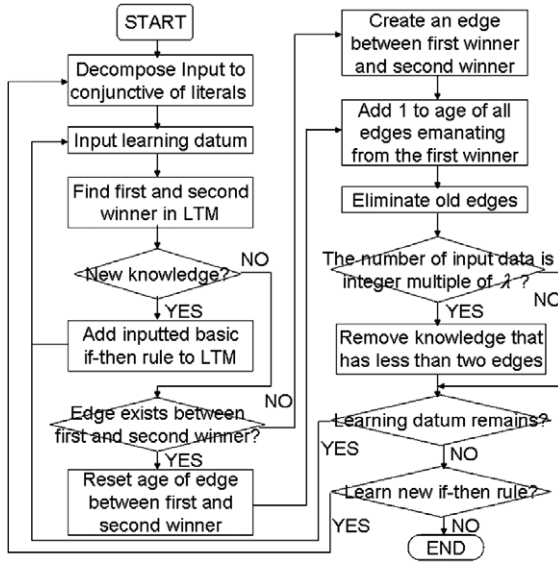 START
Decompose Input to
conjunctive of literals
Input learning datum
Find first and second
winner in LTM
New knowledge?
NO
YES
Add inputted basic
if-then rule to LTM
Edge exists between
first and second winner?
NO
YES
Reset age of edge
between first and
second winner
Create an edge
between first winner
and second winner
Add 1 to age of all
edges emanating
from the first winner
Eliminate old edges
The number of input data is
integer multiple of λ ?
NO
YES
Remove knowledge that
has less than two edges
Learning datum remains?
YES
NO
Learn new if-then rule?
YES
NO
END